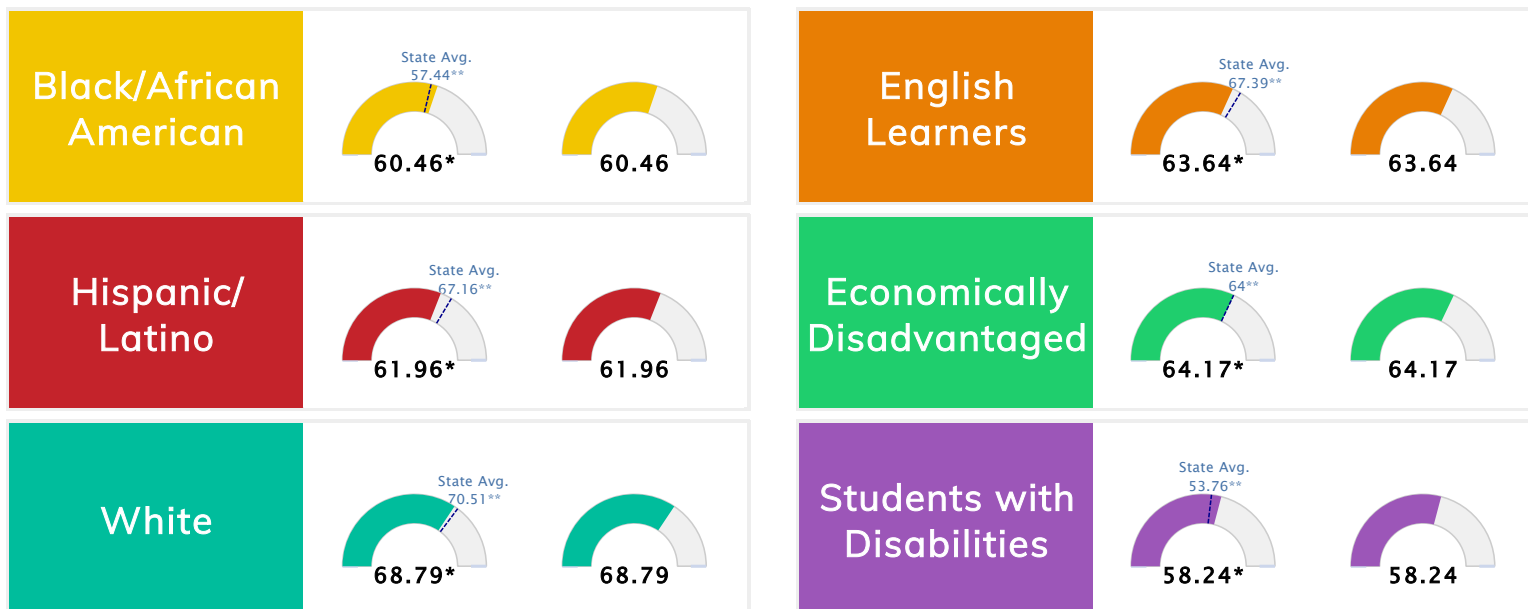 Black/African
American
State Avg.
57.44**
60.46*
60.46
English
Learners
State Avg.
67.39**
63.64*
63.64
Hispanic/
Latino
State Avg.
67.16**
61.96*
61.96
Economically
Disadvantaged
State Avg.
64**
64.17*
64.17
White
State Avg.
70.51**
68.79*
68.79
Students with
Disabilities
State Avg.
53.76**
58.24*
58.24